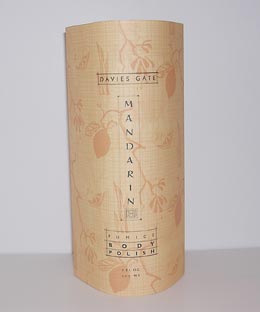 DAVIES GATE
MANDARIN
PUMICE
BODY
POLISH